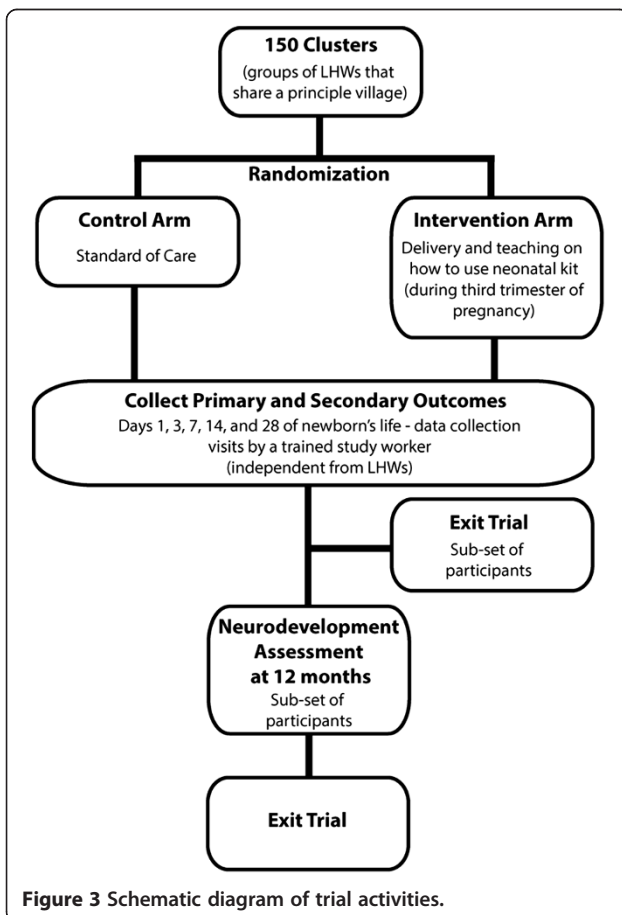 150 Clusters
(groups of LHWs that
share a principle village)
Randomization
Control Arm
Standard of Care
Intervention Arm
Delivery and teaching on
how to use neonatal kit
(during third trimester of
pregnancy)
Collect Primary and Secondary Outcomes
Days 1, 3, 7, 14, and 28 of newborn's life - data collection
visits by a trained study worker
(independent from LHWs)
Exit Trial
Sub-set of
participants
Neurodevelopment
Assessment
at 12 months
Sub-set of
participants
Exit Trial
Figure 3 Schematic diagram of trial activities.